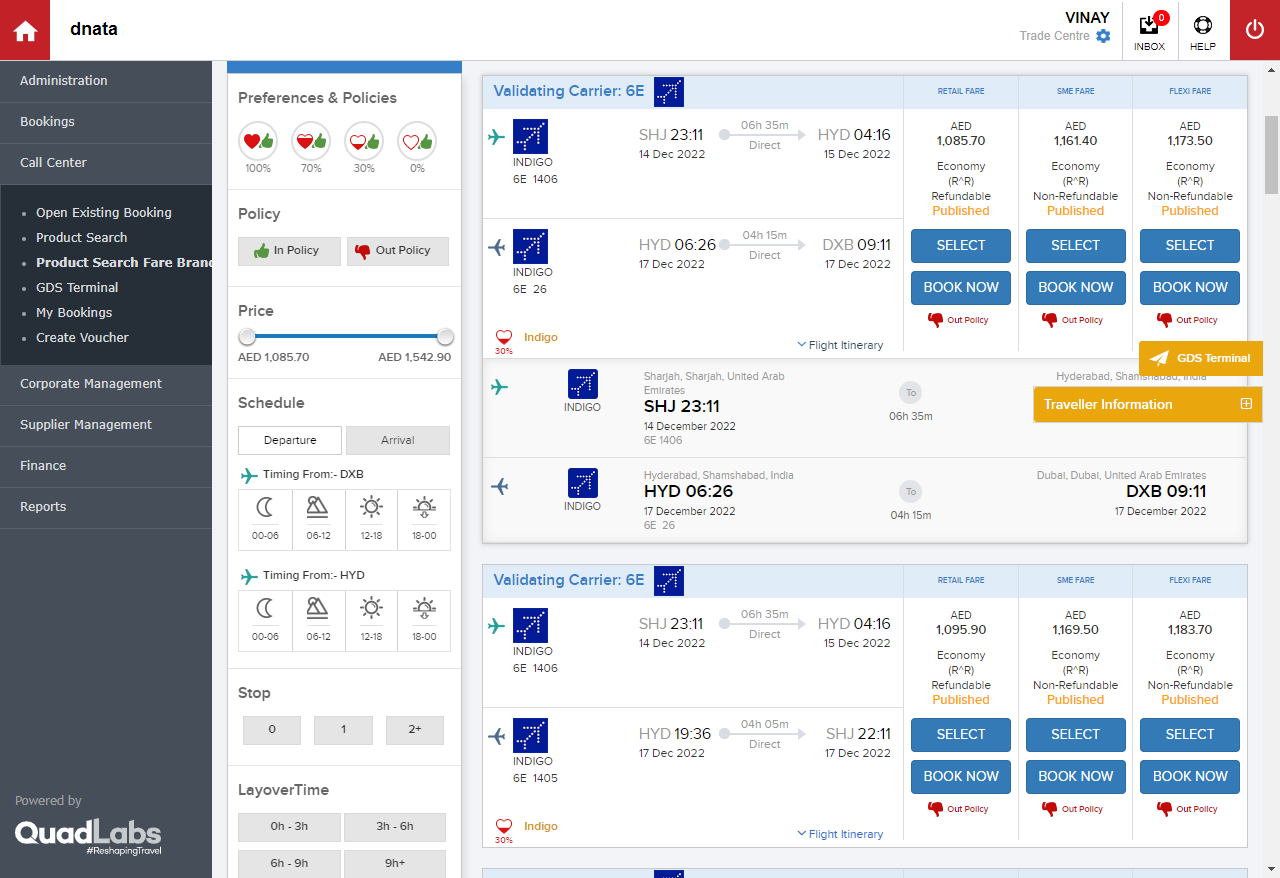 dnata
VINAY
Trade Centre
0
INBOX
HELP
Administration
Bookings
Call Center
Open Existing Booking
Product Search
Product Search Fare Bran
GDS Terminal
My Bookings
Create Voucher
Corporate Management
Supplier Management
Finance
Reports
Powered by
QuadLabs
#ReshapingTravel
Preferences & Policies
100% 70% 30% 0%
Policy
In Policy Out Policy
Price
AED 1,085.70 AED 1,542.90
Schedule
Departure Arrival
Timing From:- DXB
00-06 06-12 12-18 18-00
Timing From:- HYD
00-06 06-12 12-18 18-00
Stop
0 1 2+
LayoverTime
0h - 3h 3h - 6h
6h - 9h 9h+
Validating Carrier: 6E RETAIL FARE SME FARE FLEXI FARE
INDIGO
6E 1406
SHJ 23:11
14 Dec 2022
06h 35m
Direct
HYD 04:16
15 Dec 2022
INDIGO
6E 26
HYD 06:26
17 Dec 2022
04h 15m
Direct
DXB 09:11
17 Dec 2022
30%
Indigo
Flight Itinerary
AED
1,085.70
Economy
(R^R)
Refundable
Published
SELECT
BOOK NOW
Out Policy
AED
1,161.40
Economy
(R^R)
Non-Refundable
Published
SELECT
BOOK NOW
Out Policy
AED
1,173.50
Economy
(R^R)
Non-Refundable
Published
SELECT
BOOK NOW
Out Policy
GDS Terminal
Traveller Information
INDIGO
Sharjah, Sharjah, United Arab
Emirates
SHJ 23:11
14 December 2022
6E 1406
To
06h 35m
Hyderabad, Shamshabad, India
INDIGO
Hyderabad, Shamshabad, India
HYD 06:26
17 December 2022
6E 26
To
04h 15m
Dubai, Dubai, United Arab Emirates
DXB 09:11
17 December 2022
Validating Carrier: 6E RETAIL FARE SME FARE FLEXI FARE
INDIGO
6E 1406
SHJ 23:11
14 Dec 2022
06h 35m
Direct
HYD 04:16
15 Dec 2022
INDIGO
6E 1405
HYD 19:36
17 Dec 2022
04h 05m
Direct
SHJ 22:11
17 Dec 2022
30%
Indigo
Flight Itinerary
AED
1,095.90
Economy
(R^R)
Refundable
Published
SELECT
BOOK NOW
Out Policy
AED
1,169.50
Economy
(R^R)
Non-Refundable
Published
SELECT
BOOK NOW
Out Policy
AED
1,183.70
Economy
(R^R)
Non-Refundable
Published
SELECT
BOOK NOW
Out Policy